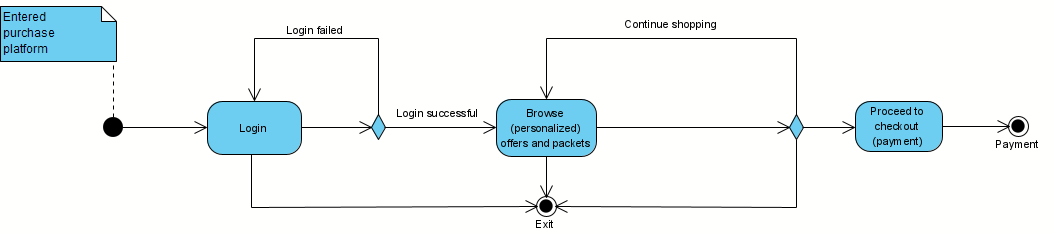 Entered
purchase
platform
Login failed
Continue shopping
Login
Login successful
Browse
(personalized)
offers and packets
Proceed to
checkout
(payment)
Payment
Exit